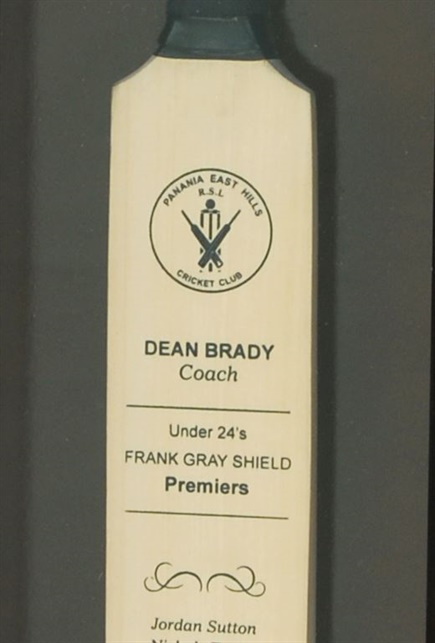 PANANIA EAST HILLS
R.S.L
CRICKET CLUB
DEAN BRADY
Coach
Under 24's
FRANK GRAY SHIELD
Premiers
Jordan Sutton